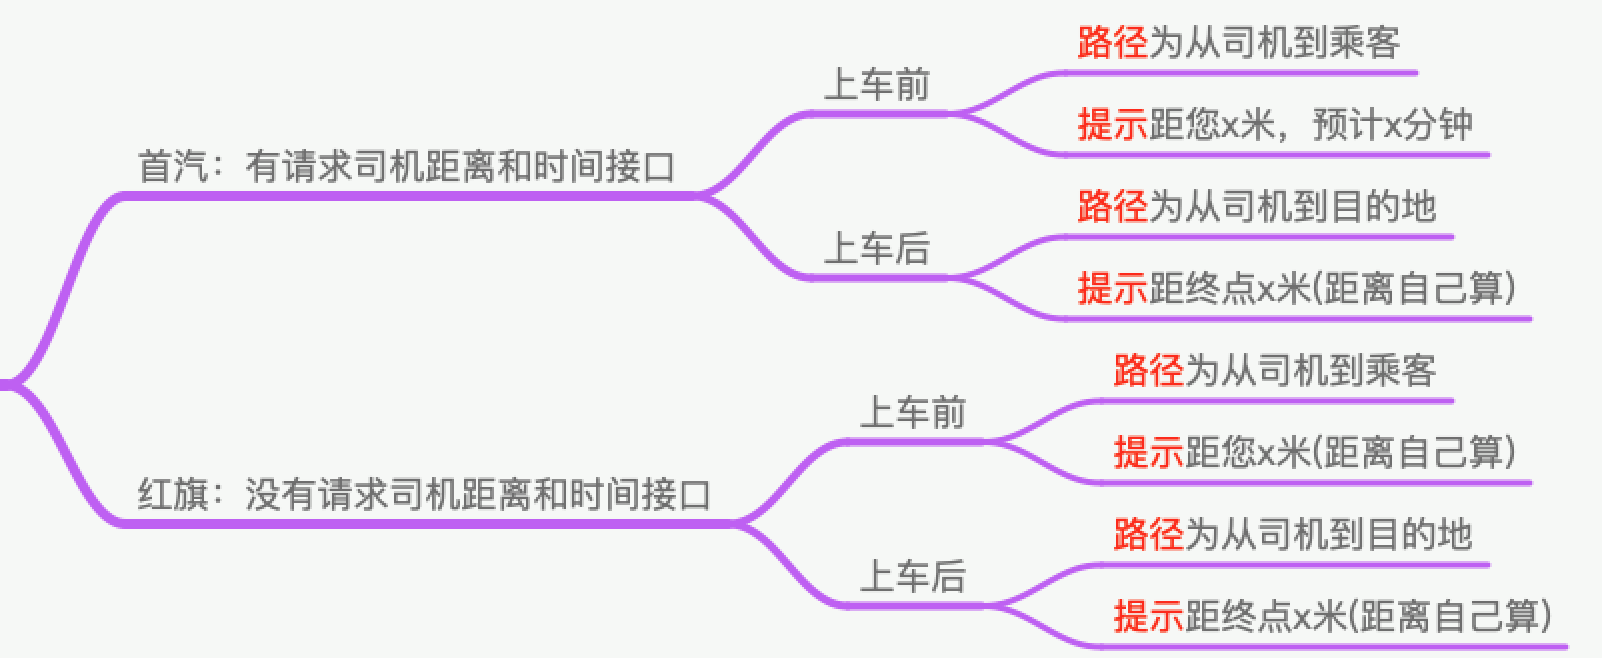 首汽：有请求司机距离和时间接口
上车前
路径为从司机到乘客
提示距您x米，预计x分钟
上车后
路径为从司机到目的地
提示距终点x米(距离自己算)
红旗：没有请求司机距离和时间接口
上车前
路径为从司机到乘客
提示距您x米(距离自己算)
上车后
路径为从司机到目的地
提示距终点x米(距离自己算)